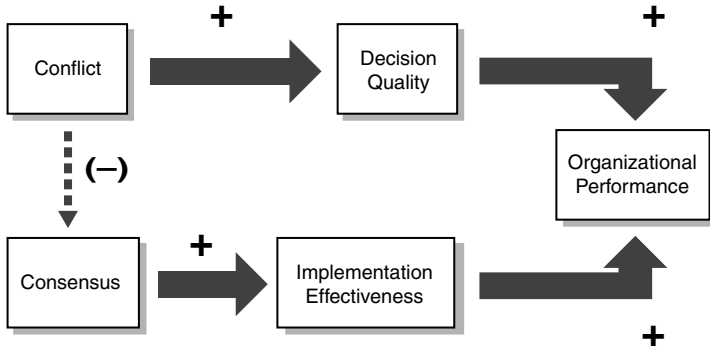 +
+
Conflict
Decision
Quality
(–)
Organizational
Performance
+
Consensus
Implementation
Effectiveness
+